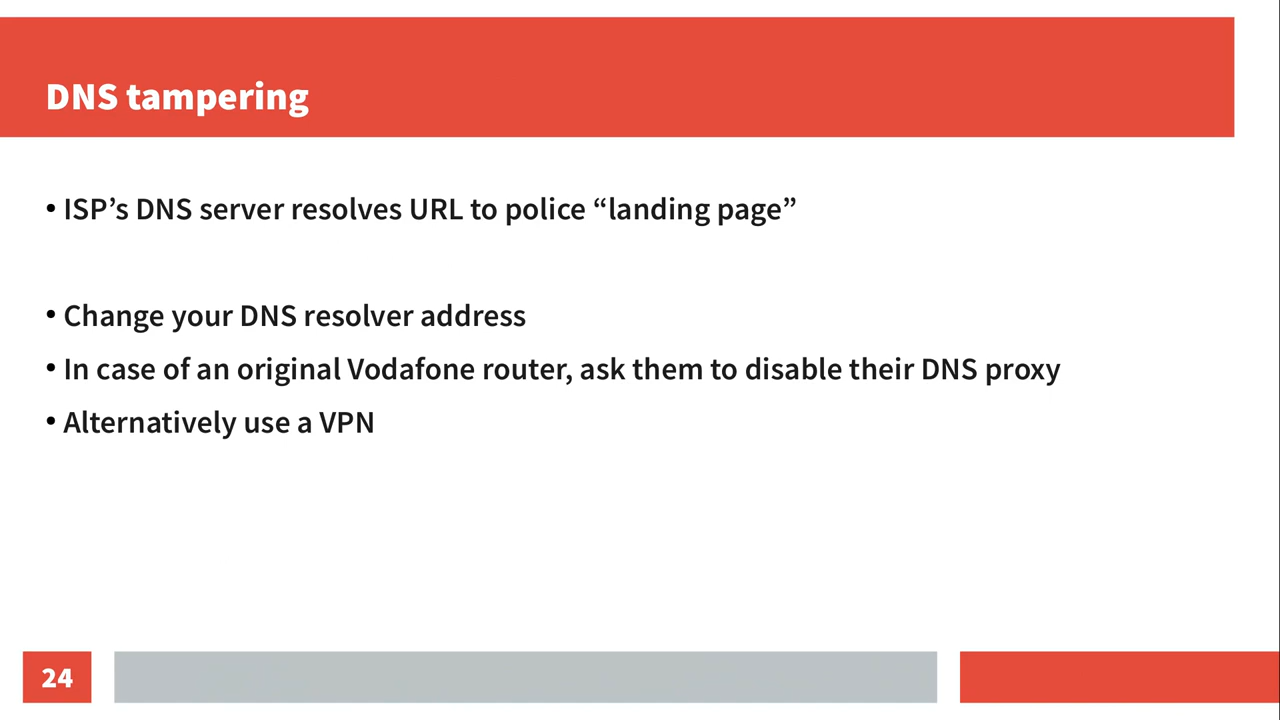 DNS tampering
• ISP’s DNS server resolves URL to police “landing page”
• Change your DNS resolver address
• In case of an original Vodafone router, ask them to disable their DNS proxy
• Alternatively use a VPN
24